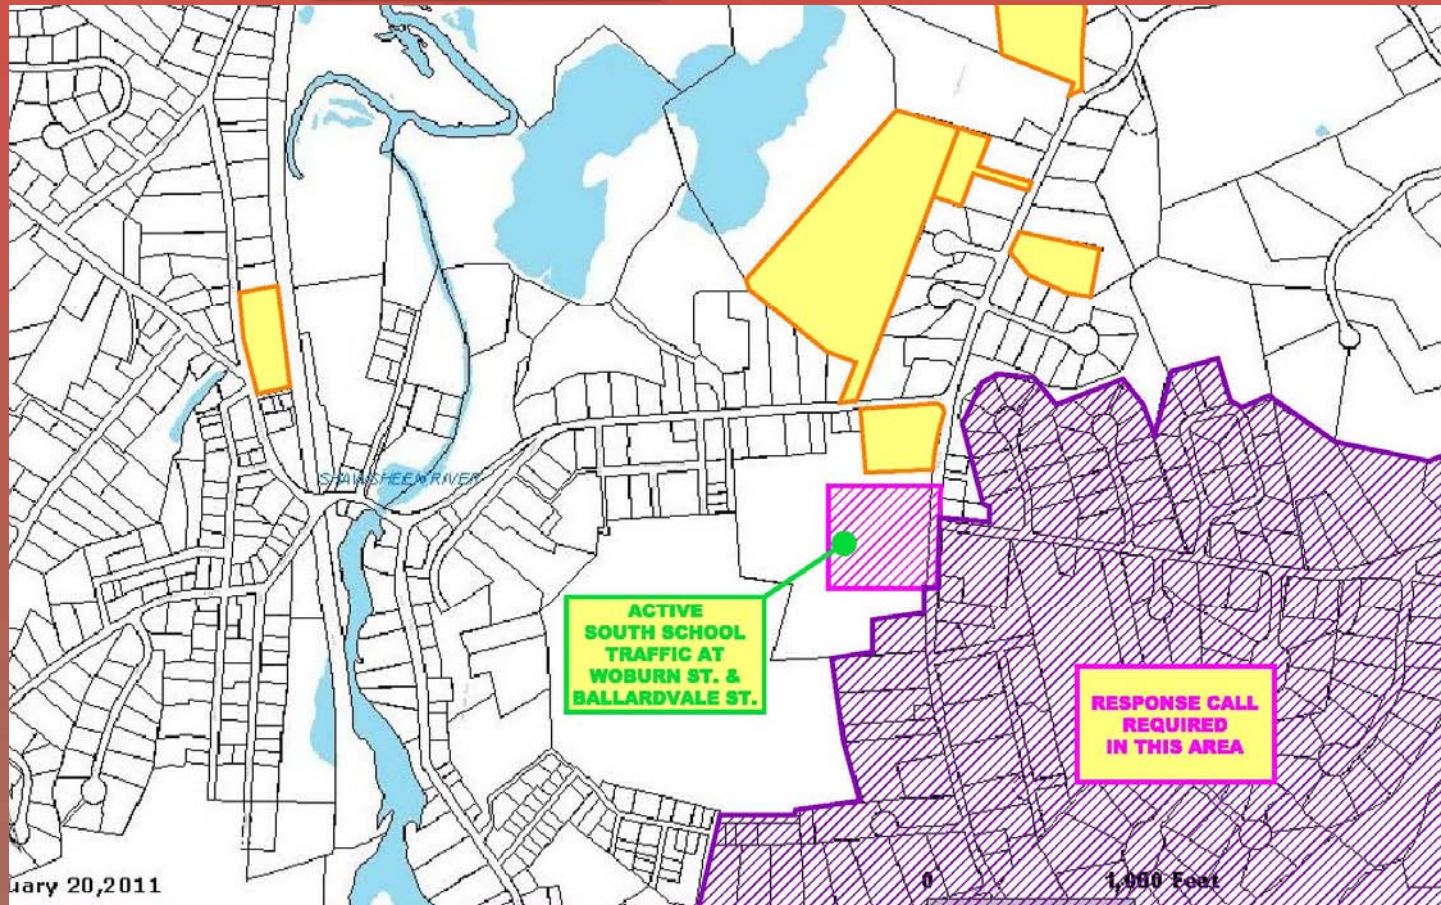 SHAWSHEEN RIVER
ACTIVE
SOUTH SCHOOL
TRAFFIC AT
WOBURN ST. &
BALLARDVALE ST.
RESPONSE CALL
REQUIRED
IN THIS AREA
uary 20,2011
0
1,000 Feet